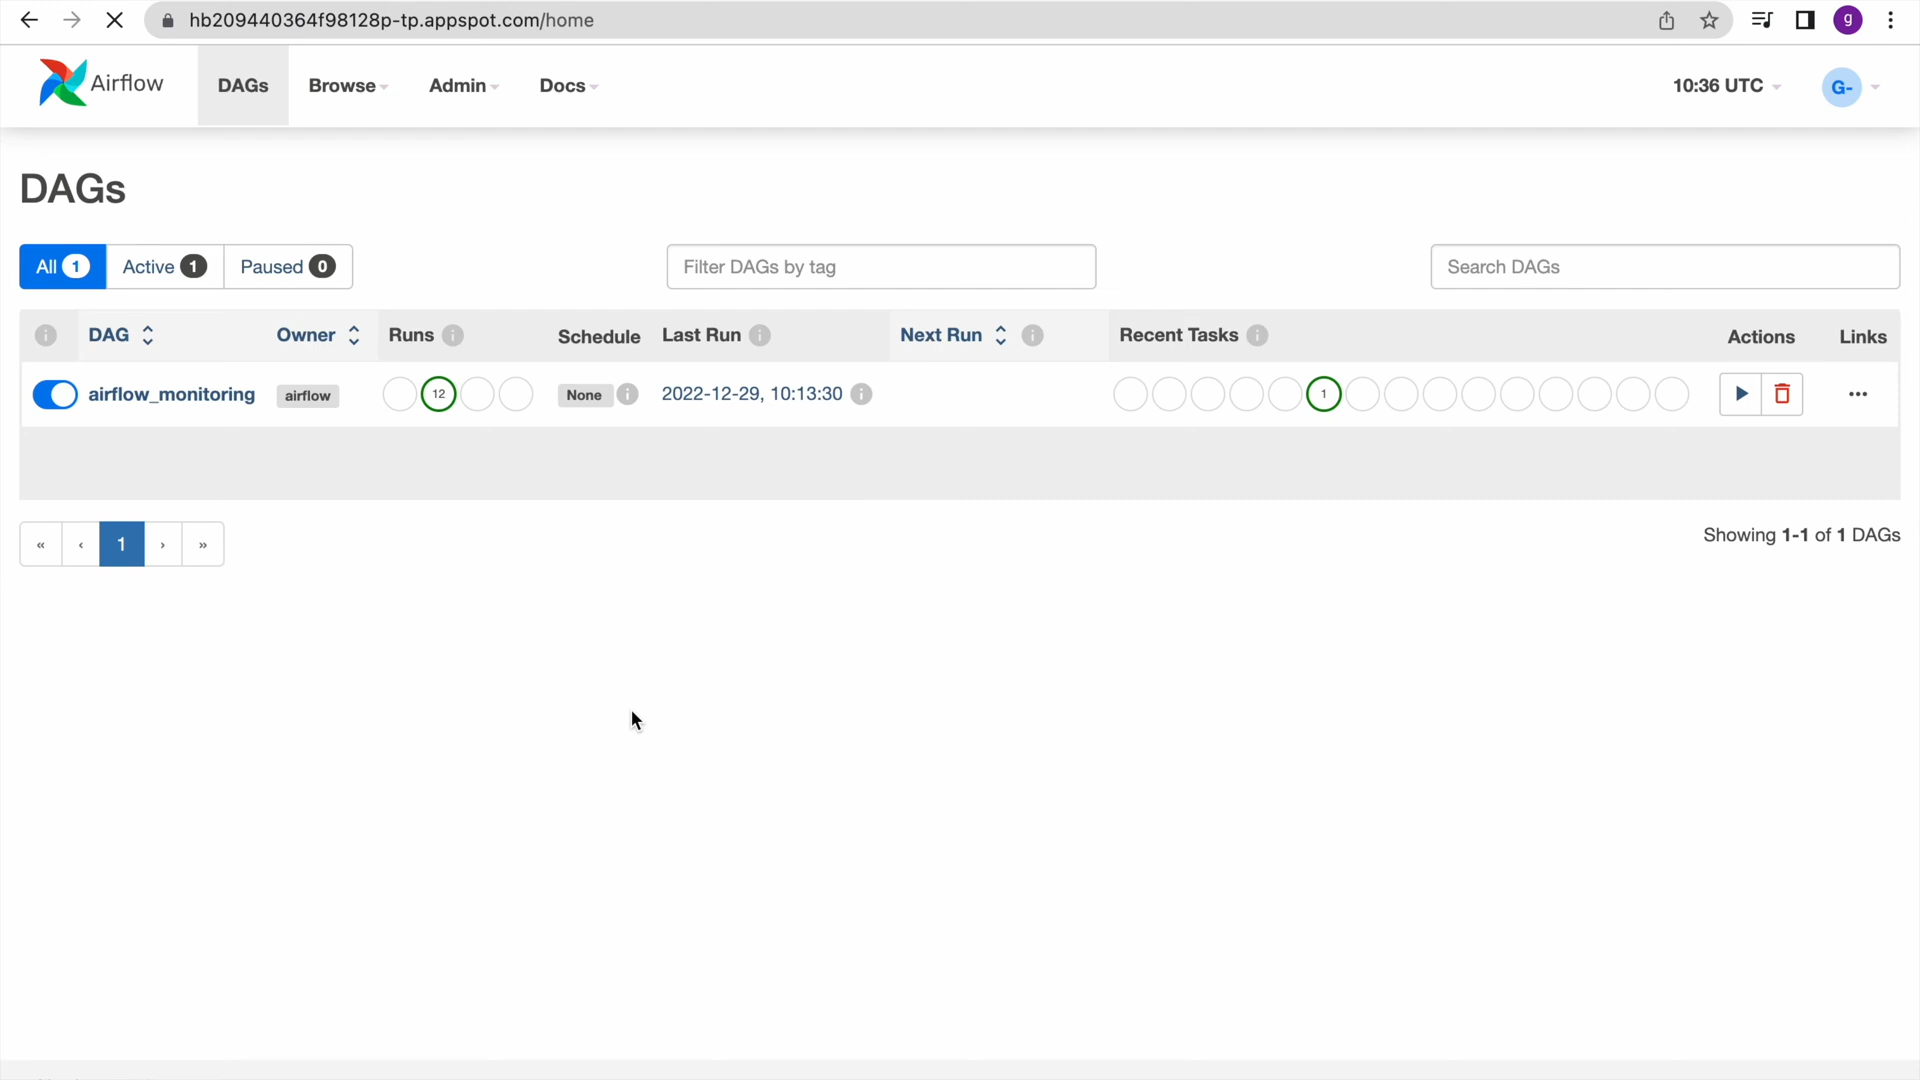 hb209440364f98128p-tp.appspot.com/home
g
Airflow
DAGs
Browse
Admin
Docs
10:36 UTC
G-
DAGs
All 1
Active 1
Paused 0
Filter DAGs by tag
Search DAGs
i DAG Owner Runs i Schedule Last Run i Next Run i Recent Tasks i Actions Links
airflow_monitoring airflow 12 None i 2022-12-29, 10:13:30 i 1 ...
« ‹ 1 › »
Showing 1-1 of 1 DAGs